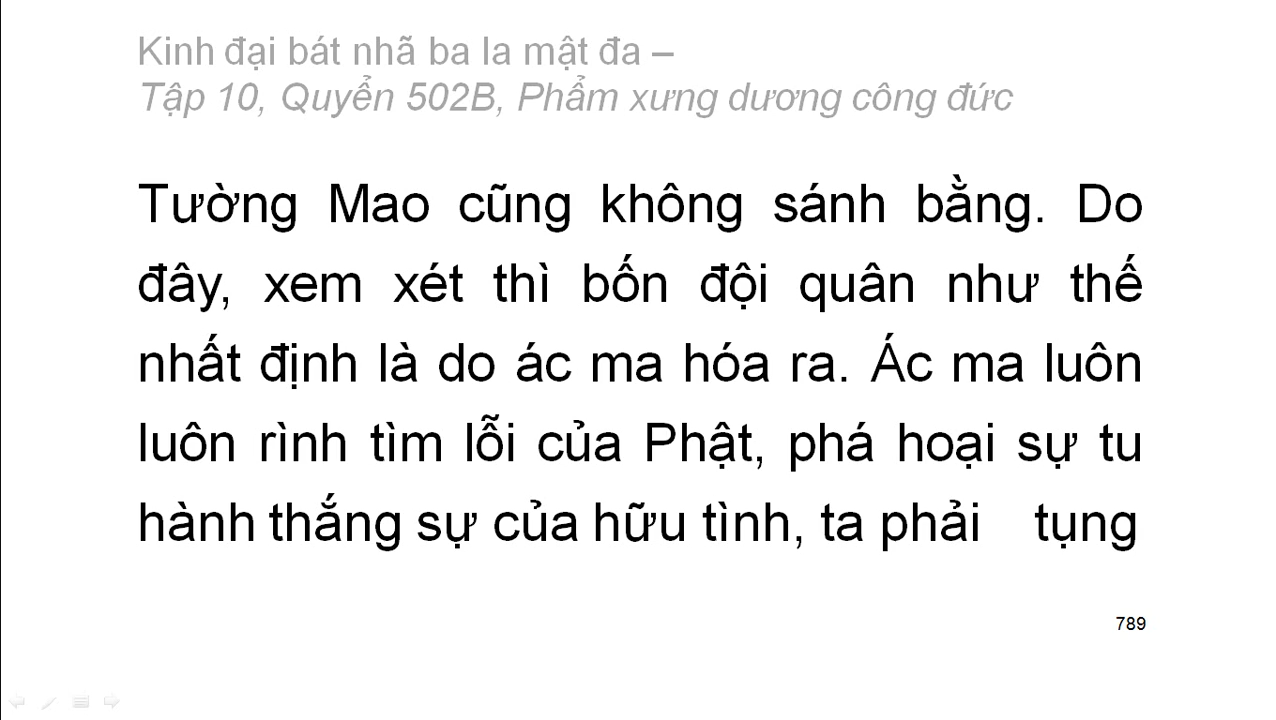 Kinh đại bát nhã ba la mật đa –
Tập 10, Quyển 502B, Phẩm xưng dương công đức
Tường Mao cũng không sánh bằng. Do
đây, xem xét thì bốn đội quân như thế
nhất định là do ác ma hóa ra. Ác ma luôn
luôn rình tìm lỗi của Phật, phá hoại sự tu
hành thắng sự của hữu tình, ta phải tụng
789